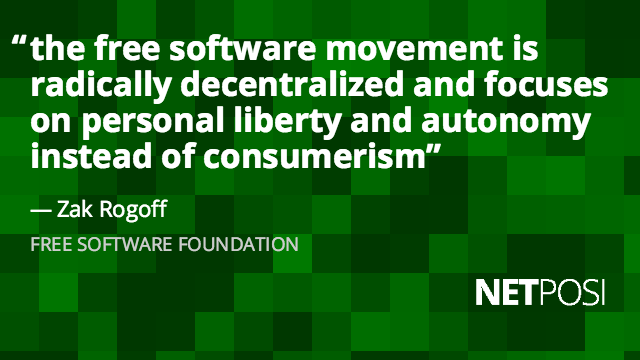 “the free software movement is
radically decentralized and focuses
on personal liberty and autonomy
instead of consumerism”
— Zak Rogoff
FREE SOFTWARE FOUNDATION
NETPOSI